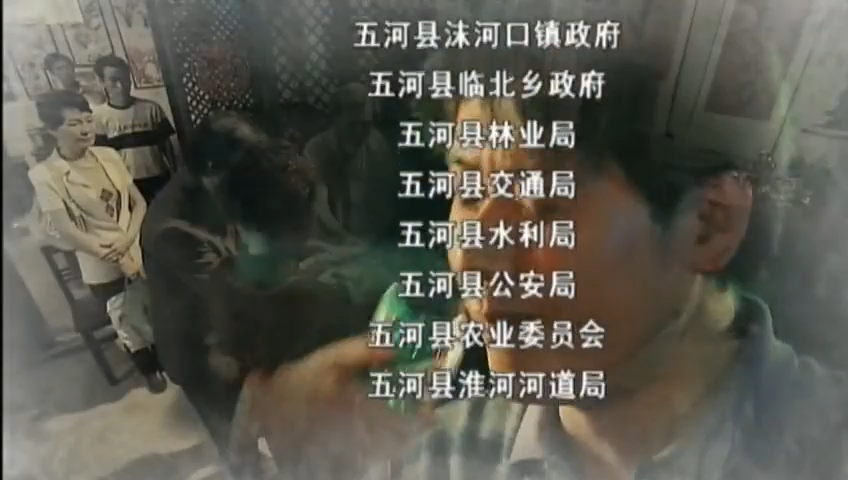 五河县沫河口镇政府
五河县临北乡政府
五河县林业局
五河县交通局
五河县水利局
五河县公安局
五河县农业委员会
五河县淮河河道局